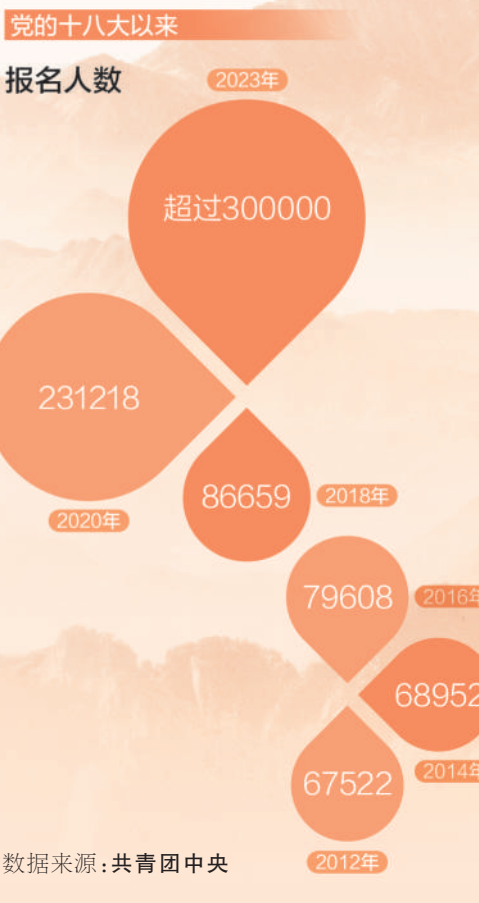 党的十八大以来
报名人数
2023年
超过300000
231218
2020年
86659
2018年
79608
2016年
68952
2014年
67522
2012年
数据来源:共青团中央